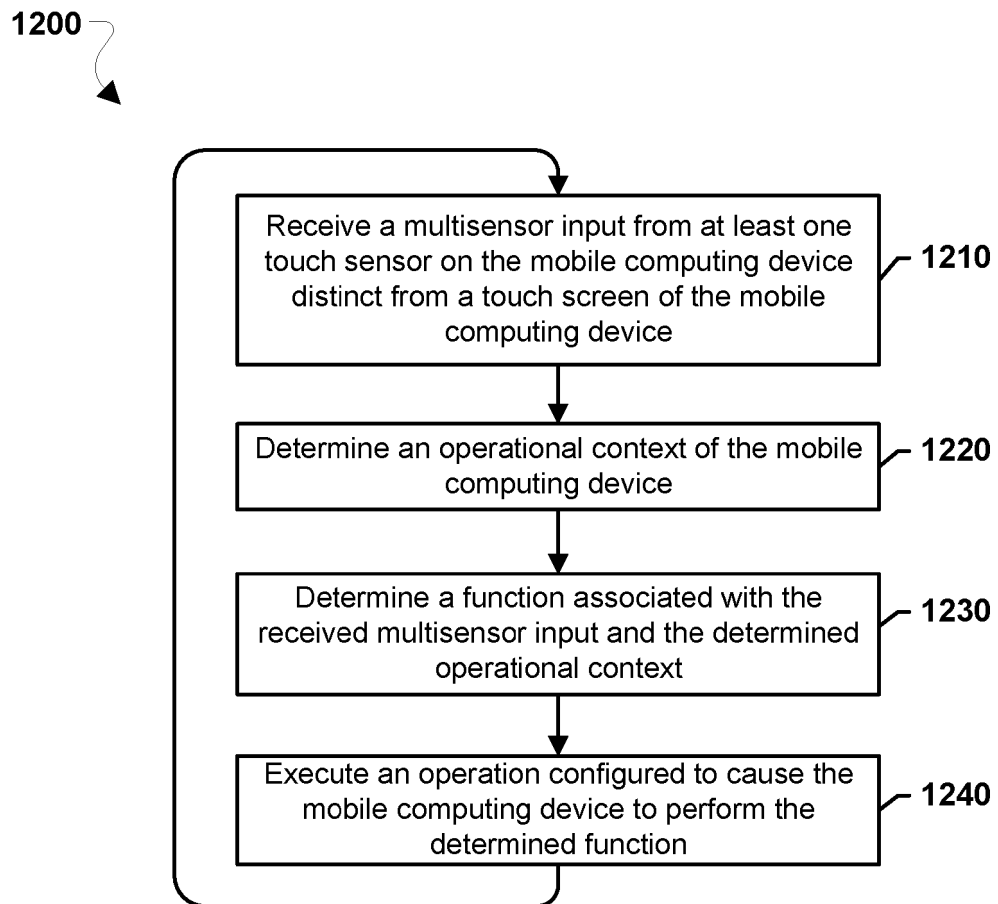 1200
Receive a multisensor input from at least one
touch sensor on the mobile computing device
distinct from a touch screen of the mobile
computing device
1210
Determine an operational context of the mobile
computing device
1220
Determine a function associated with the
received multisensor input and the determined
operational context
1230
Execute an operation configured to cause the
mobile computing device to perform the
determined function
1240